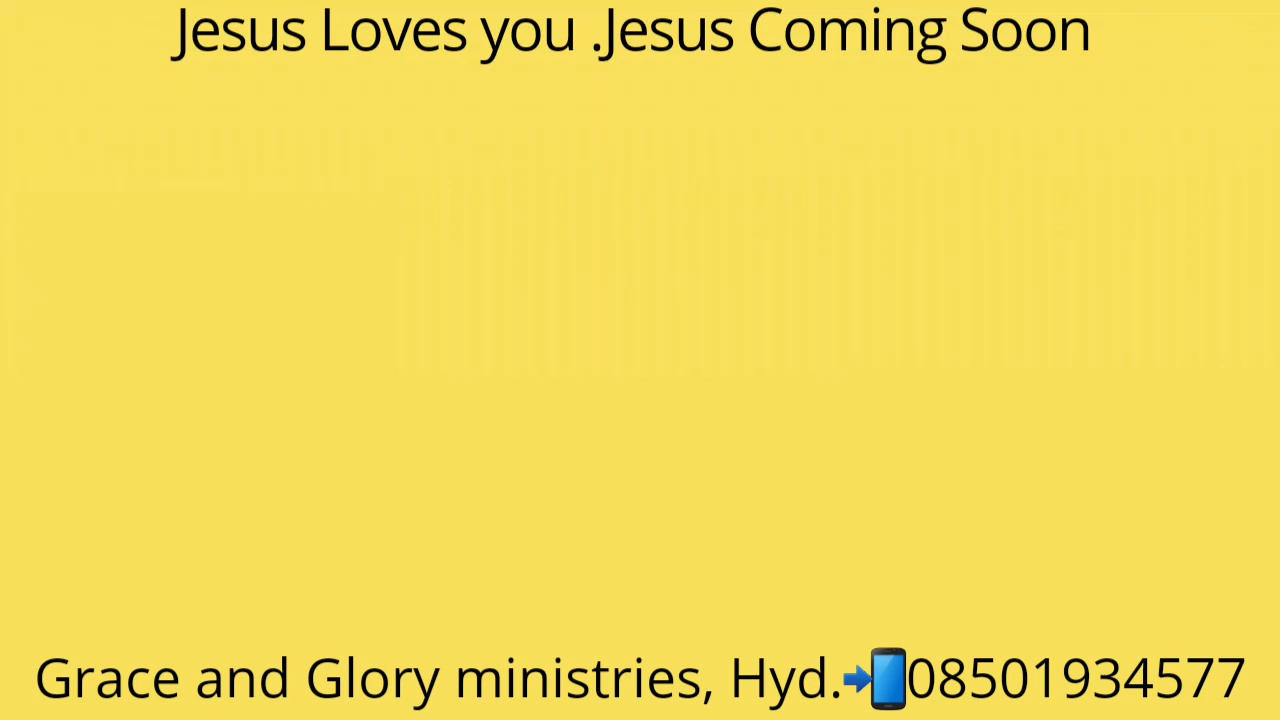 Jesus Loves you .Jesus Coming Soon
Grace and Glory ministries, Hyd.📲08501934577